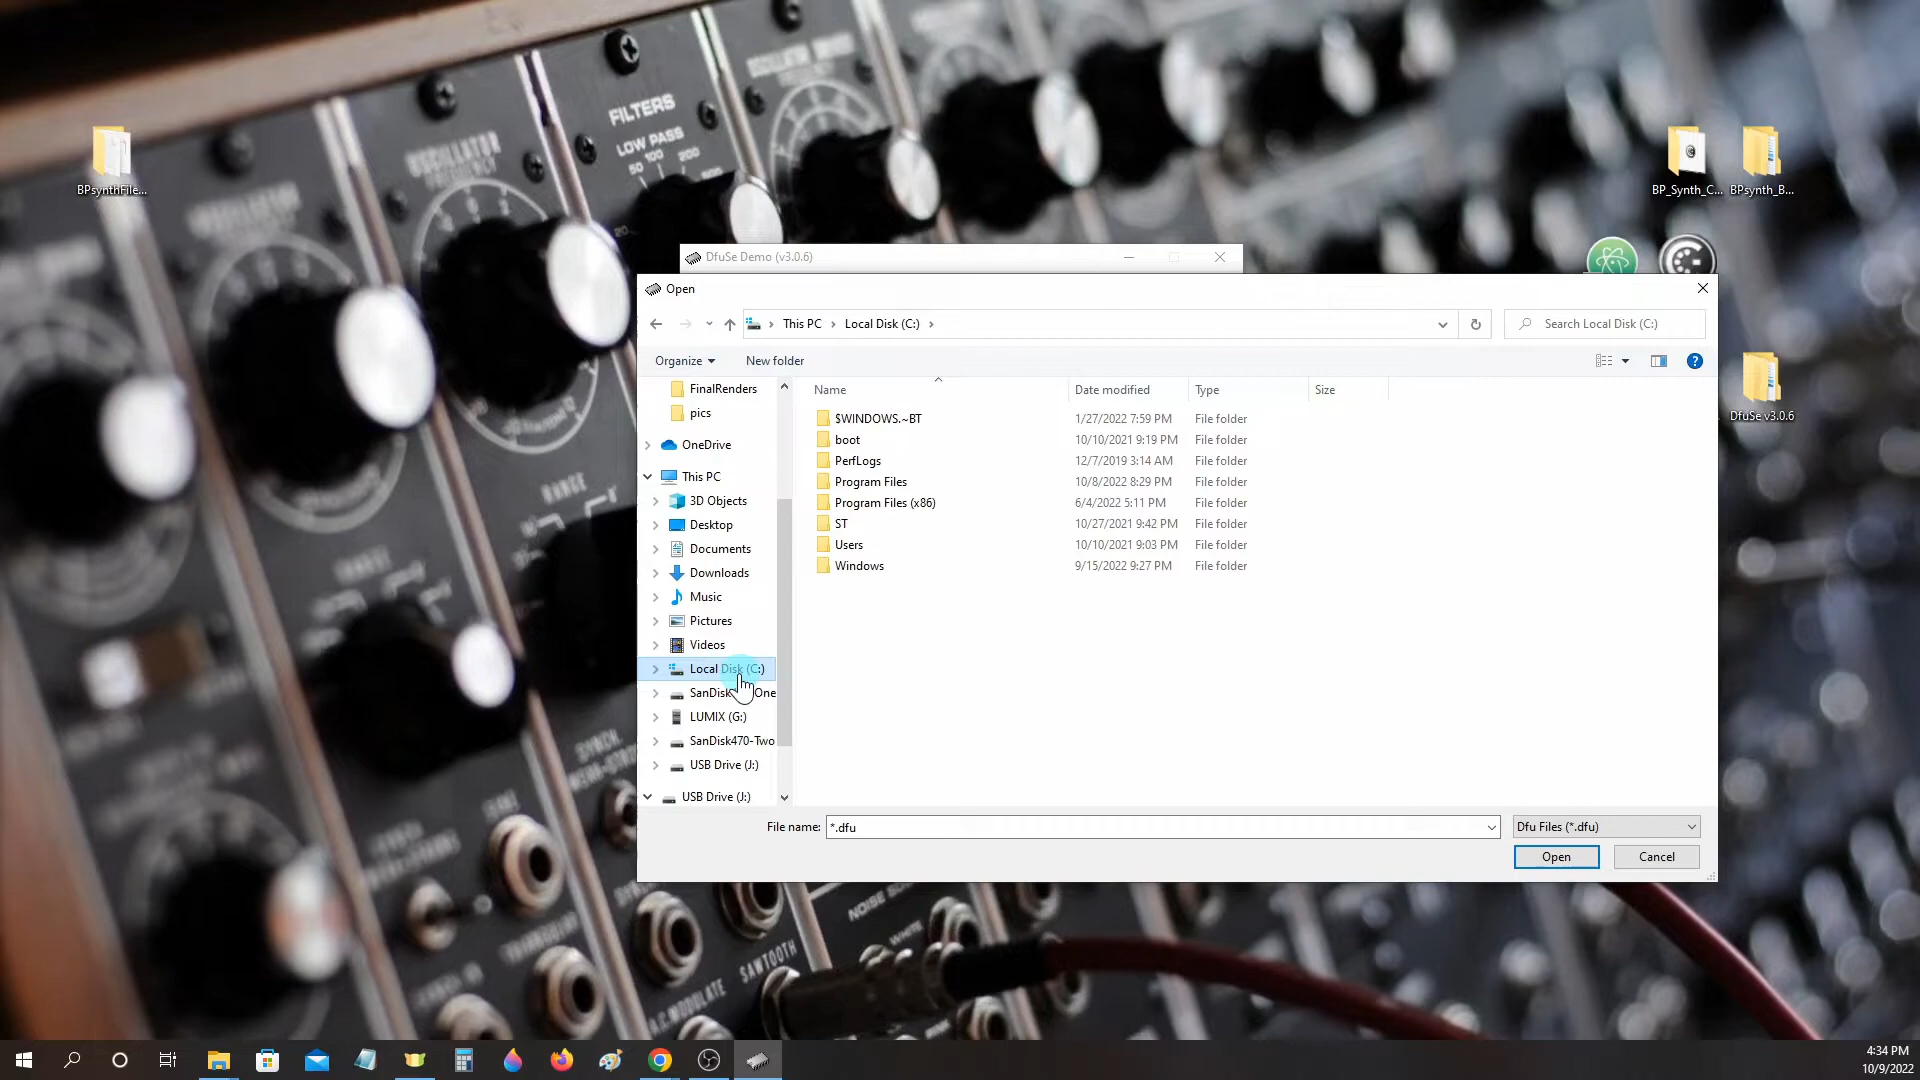 FILTERS
LOW PASS
50 100 200
OSCILLATOR
RANGE
BPsynthFile...
BP_Synth_C...
BPsynth_B...
DfuSe v3.0.6
DfuSe Demo (v3.0.6)
Open
This PC > Local Disk (C:) >
Search Local Disk (C:)
Organize
New folder
FinalRenders
pics
OneDrive
This PC
3D Objects
Desktop
Documents
Downloads
Music
Pictures
Videos
Local Disk (C:)
SanDisk One
LUMIX (G:)
SanDisk470-Two
USB Drive (J:)
USB Drive (J:)
Name Date modified Type Size
$WINDOWS.~BT 1/27/2022 7:59 PM File folder
boot 10/10/2021 9:19 PM File folder
PerfLogs 12/7/2019 3:14 AM File folder
Program Files 10/8/2022 8:29 PM File folder
Program Files (x86) 6/4/2022 5:11 PM File folder
ST 10/27/2021 9:42 PM File folder
Users 10/10/2021 9:03 PM File folder
Windows 9/15/2022 9:27 PM File folder
File name: *.dfu
Dfu Files (*.dfu)
Open
Cancel
NOISE
WHITE
SAWTOOTH
4:34 PM
10/9/2022